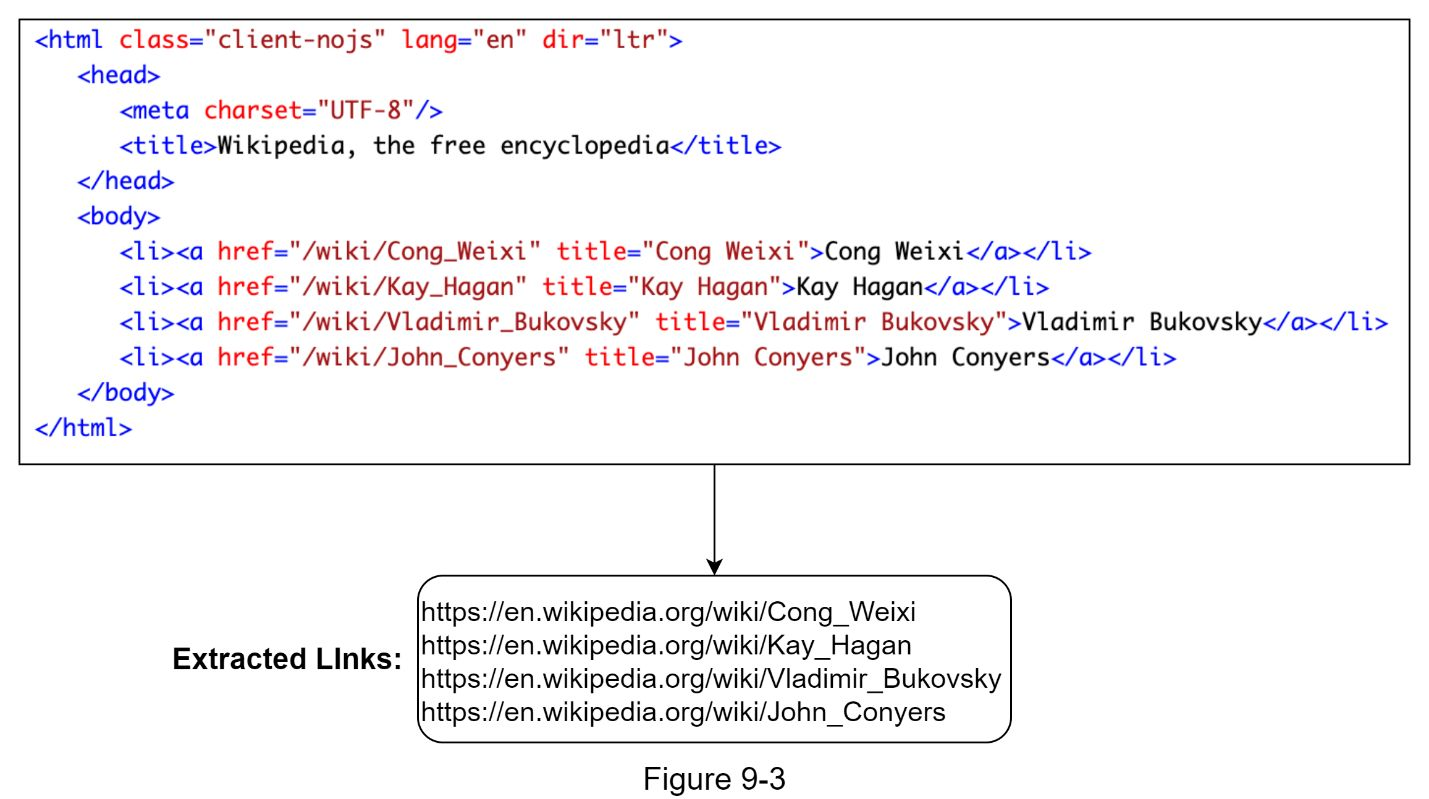 <html class="client-nojs" lang="en" dir="ltr">
<head>
<meta charset="UTF-8"/>
<title>Wikipedia, the free encyclopedia</title>
</head>
<body>
<li><a href="/wiki/Cong_Weixi" title="Cong Weixi">Cong Weixi</a></li>
<li><a href="/wiki/Kay_Hagan" title="Kay Hagan">Kay Hagan</a></li>
<li><a href="/wiki/Vladimir_Bukovsky" title="Vladimir Bukovsky">Vladimir Bukovsky</a></li>
<li><a href="/wiki/John_Conyers" title="John Conyers">John Conyers</a></li>
</body>
</html>
Extracted LInks:
https://en.wikipedia.org/wiki/Cong_Weixi
https://en.wikipedia.org/wiki/Kay_Hagan
https://en.wikipedia.org/wiki/Vladimir_Bukovsky
https://en.wikipedia.org/wiki/John_Conyers
Figure 9-3